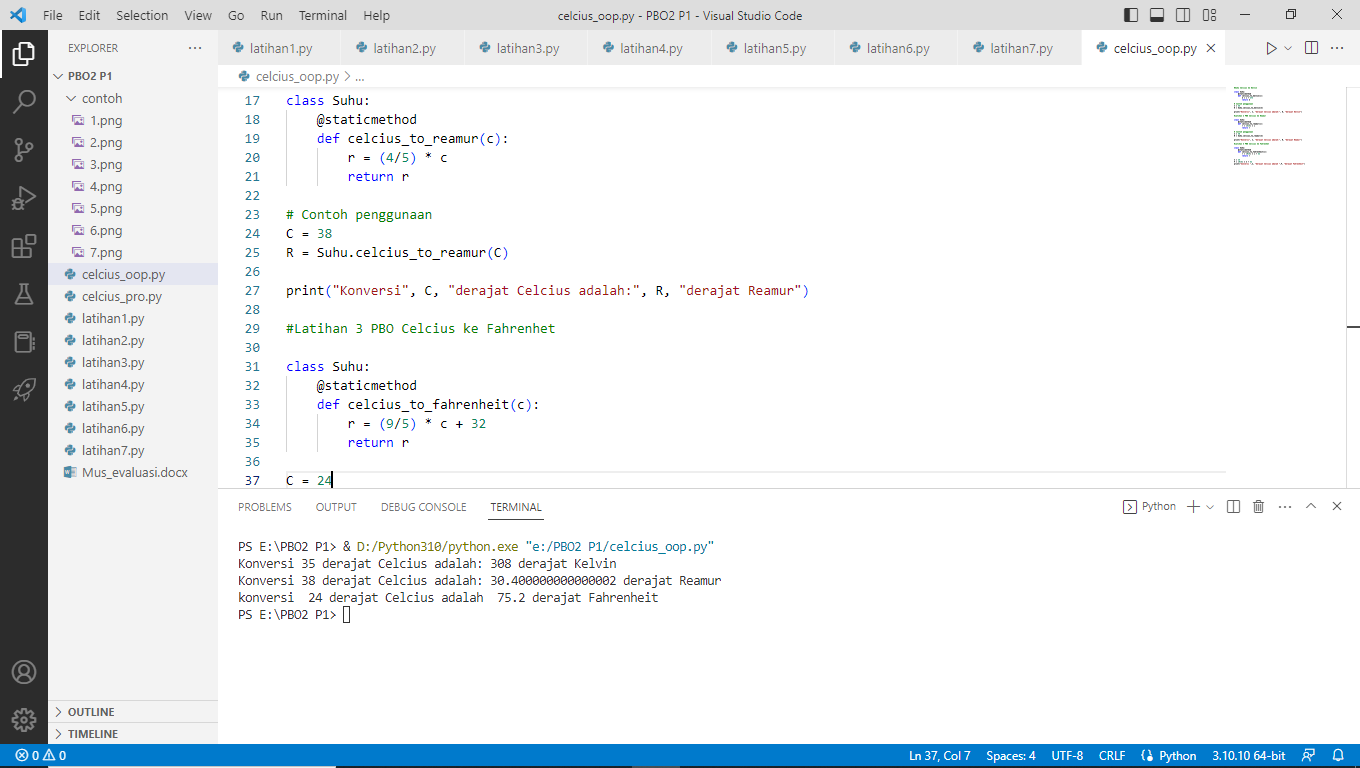 File Edit Selection View Go Run Terminal Help celcius_oop.py - PBO2 P1 - Visual Studio Code
EXPLORER
PBO2 P1
contoh
1.png
2.png
3.png
4.png
5.png
6.png
7.png
celcius_oop.py
celcius_pro.py
latihan1.py
latihan2.py
latihan3.py
latihan4.py
latihan5.py
latihan6.py
latihan7.py
Mus_evaluasi.docx
OUTLINE
TIMELINE
latihan1.py latihan2.py latihan3.py latihan4.py latihan5.py latihan6.py latihan7.py celcius_oop.py
celcius_oop.py > ...
17 class Suhu:
18 @staticmethod
19 def celcius_to_reamur(c):
20 r = (4/5) * c
21 return r
22
23 # Contoh penggunaan
24 C = 38
25 R = Suhu.celcius_to_reamur(C)
26
27 print("Konversi", C, "derajat Celcius adalah:", R, "derajat Reamur")
28
29 #Latihan 3 PBO Celcius ke Fahrenhet
30
31 class Suhu:
32 @staticmethod
33 def celcius_to_fahrenheit(c):
34 r = (9/5) * c + 32
35 return r
36
37 C = 24
PROBLEMS OUTPUT DEBUG CONSOLE TERMINAL Python
PS E:\PBO2 P1> & D:/Python310/python.exe "e:/PBO2 P1/celcius_oop.py"
Konversi 35 derajat Celcius adalah: 308 derajat Kelvin
Konversi 38 derajat Celcius adalah: 30.400000000000002 derajat Reamur
konversi  24 derajat Celcius adalah  75.2 derajat Fahrenheit
PS E:\PBO2 P1>
0 0 Ln 37, Col 7 Spaces: 4 UTF-8 CRLF Python 3.10.10 64-bit